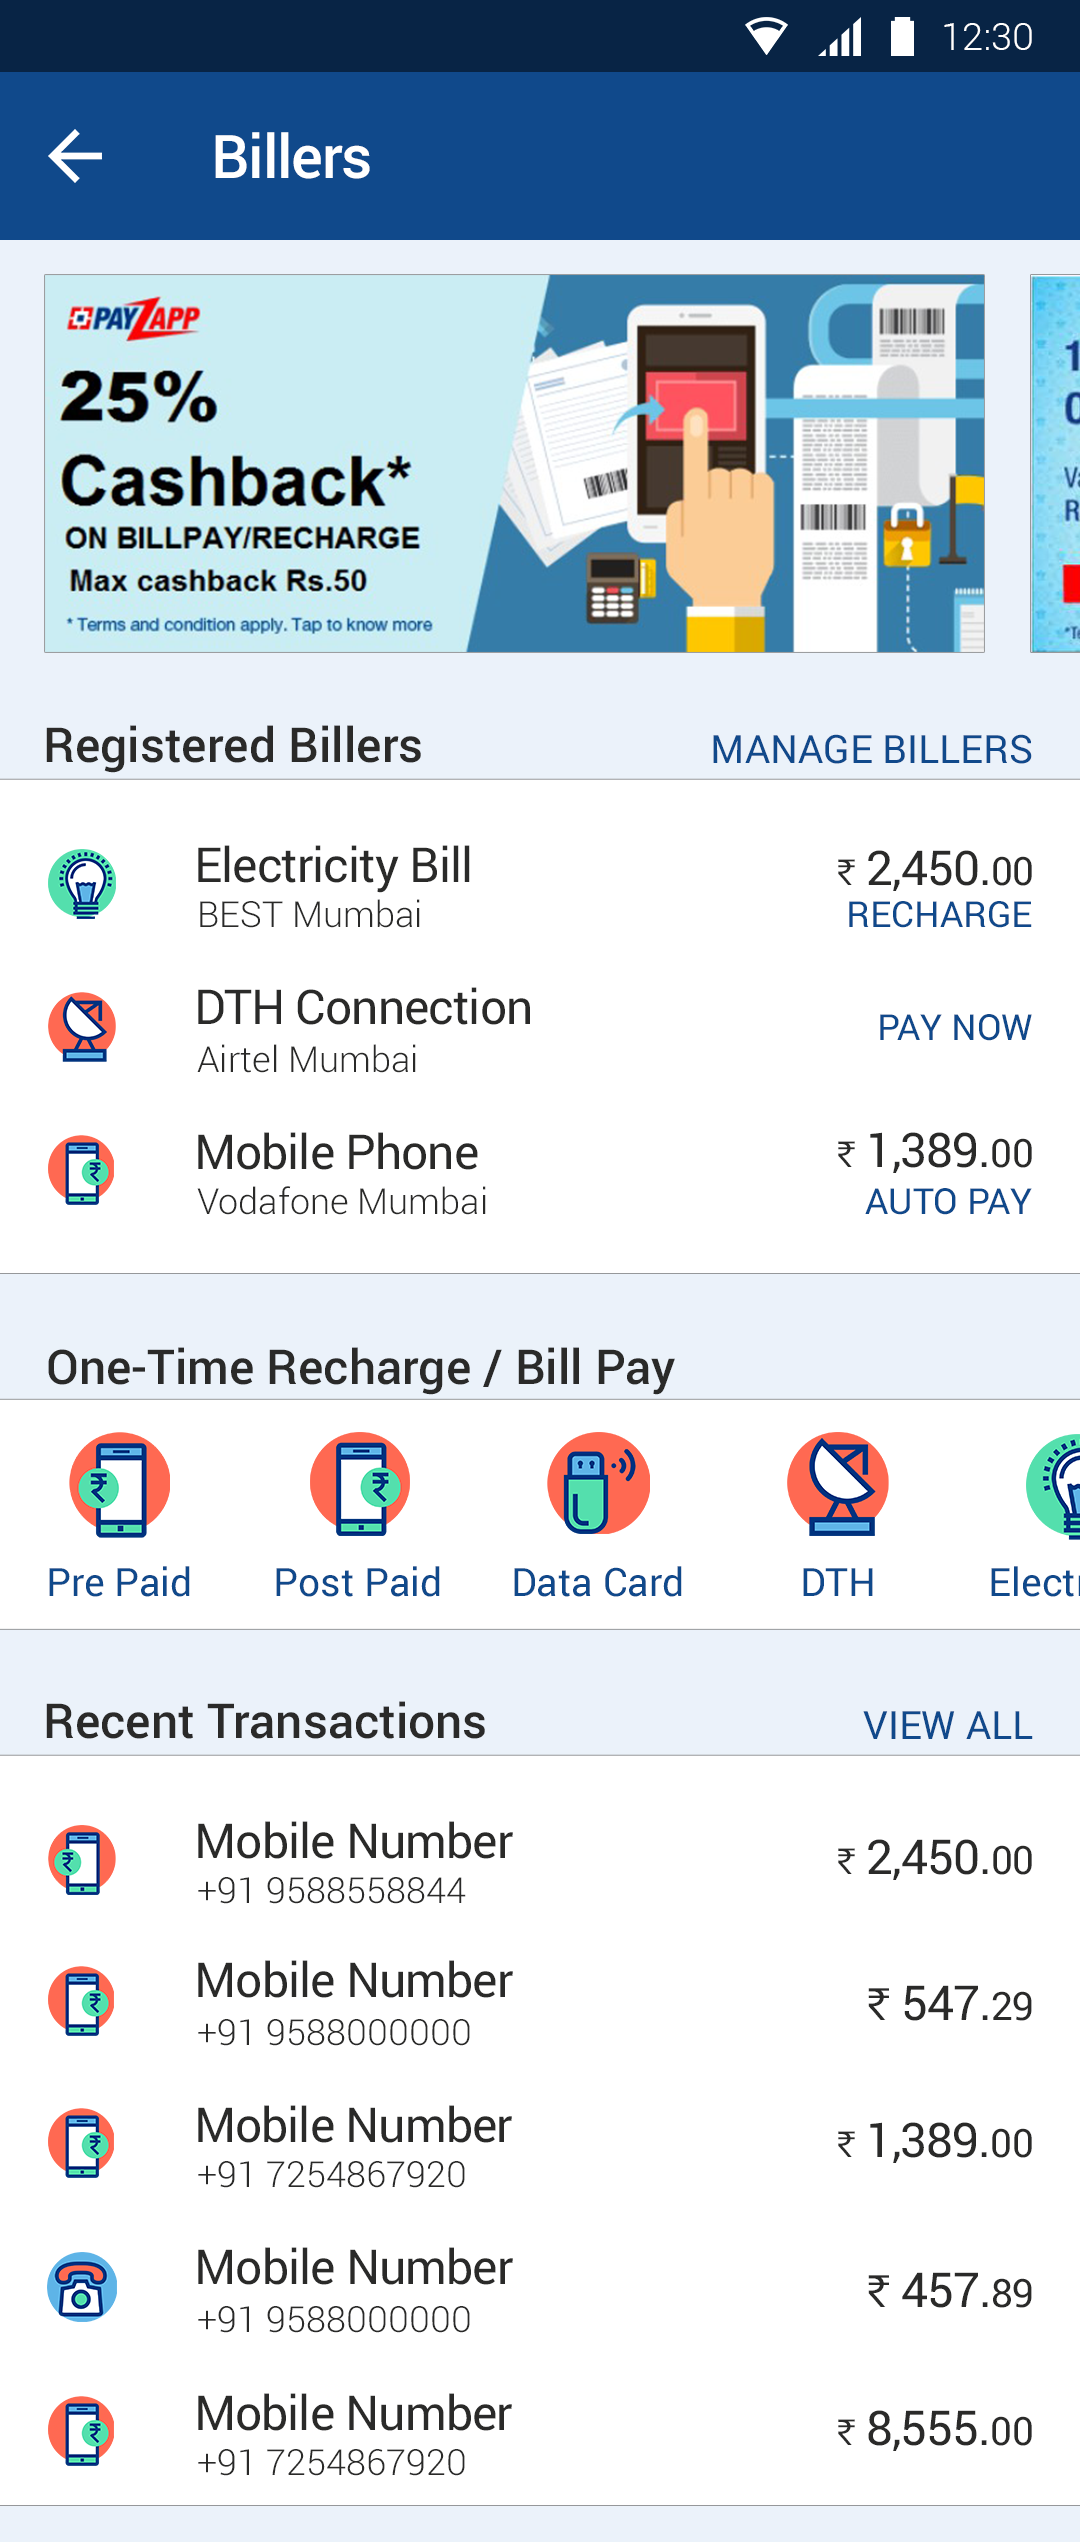 12:30
Billers
PAYZAPP
25%
Cashback*
ON BILLPAY/RECHARGE
Max cashback Rs.50
* Terms and condition apply. Tap to know more
Registered Billers
MANAGE BILLERS
Electricity Bill
₹ 2,450.00
BEST Mumbai
RECHARGE
DTH Connection
PAY NOW
Airtel Mumbai
Mobile Phone
₹ 1,389.00
Vodafone Mumbai
AUTO PAY
One-Time Recharge / Bill Pay
Pre Paid
Post Paid
Data Card
DTH
Electr
Recent Transactions
VIEW ALL
Mobile Number
₹ 2,450.00
+91 9588558844
Mobile Number
₹ 547.29
+91 9588000000
Mobile Number
₹ 1,389.00
+91 7254867920
Mobile Number
₹ 457.89
+91 9588000000
Mobile Number
₹ 8,555.00
+91 7254867920